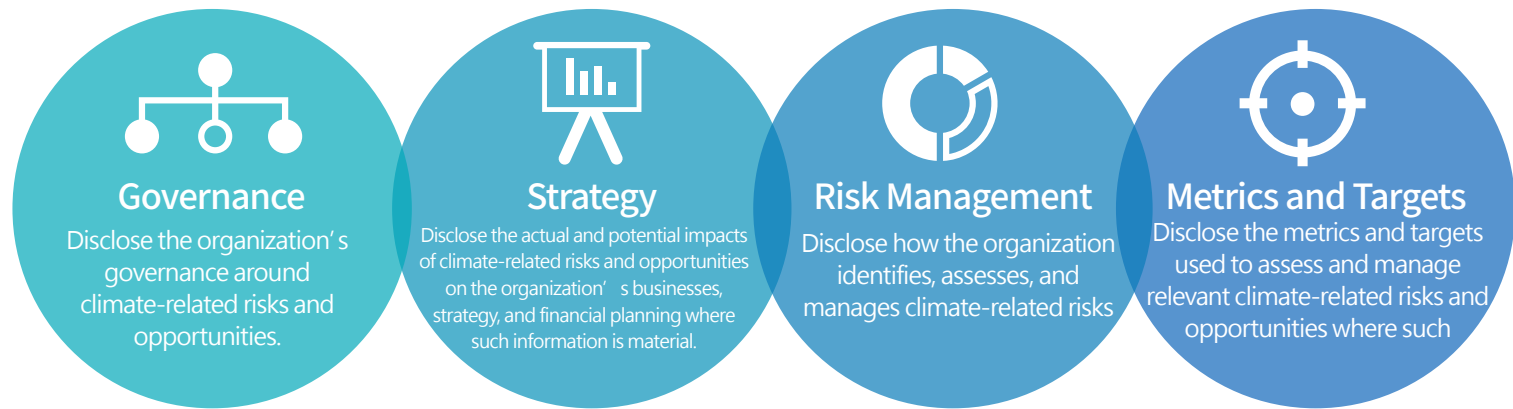 Governance
Disclose the organization's
governance around
climate-related risks and
opportunities.
Strategy
Disclose the actual and potential impacts
of climate-related risks and opportunities
on the organization' s businesses,
strategy, and financial planning where
such information is material.
Risk Management
Disclose how the organization
identifies, assesses, and
manages climate-related risks
Metrics and Targets
Disclose the metrics and targets
used to assess and manage
relevant climate-related risks and
opportunities where such